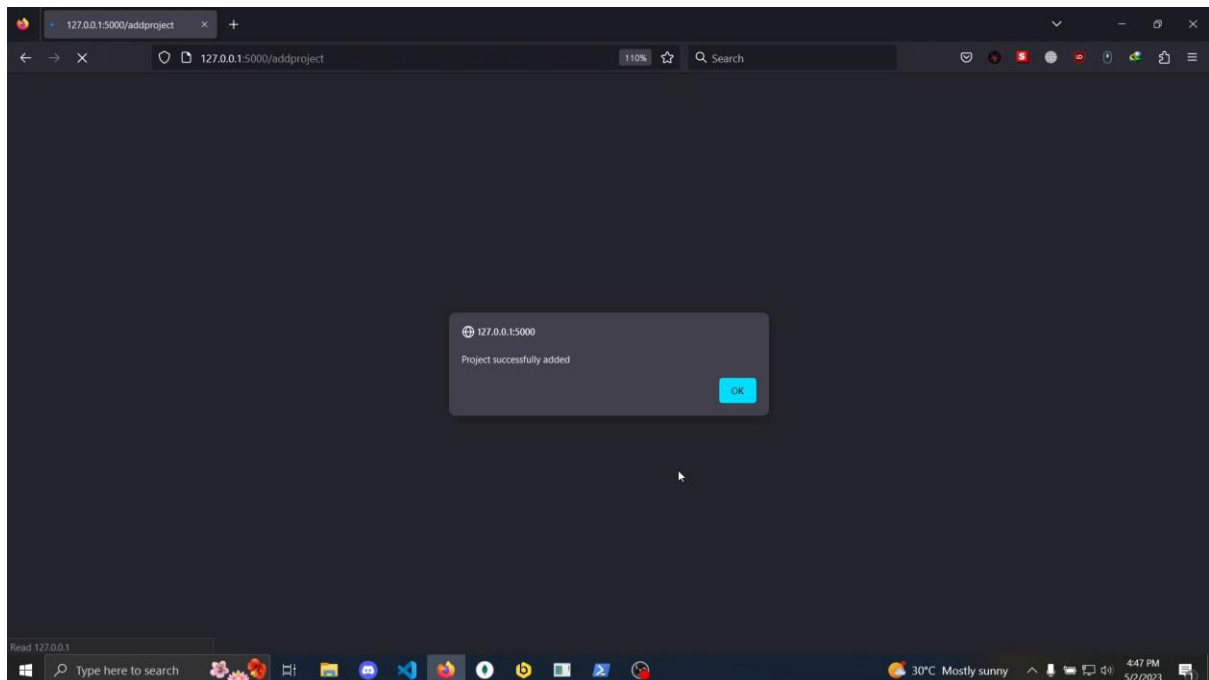 127.0.0.1:5000/addproject
127.0.0.1:5000/addproject
110%
Search
127.0.0.1:5000
Project successfully added
OK
Read 127.0.0.1
Type here to search
30°C Mostly sunny
4:47 PM
5/2/2023